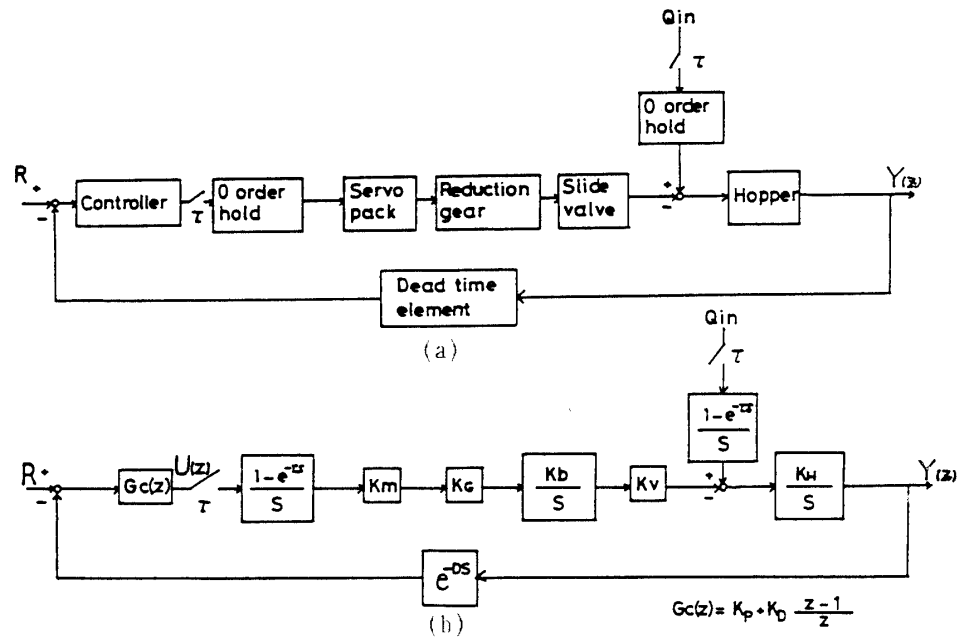 Qin
τ
0 order
hold
R
+
-
Controller
τ
0 order
hold
Servo
pack
Reduction
gear
Slide
valve
+
-
Hopper
Y(z)
Dead time
element
(a)
Qin
τ
1-e^-τs
S
R
+
-
Gc(z)
U(z)
τ
1-e^-τs
S
Km
KG
Kb
S
Kv
+
-
KH
S
Y(z)
e^-DS
(b)
Gc(z)= KP + KD z-1
z